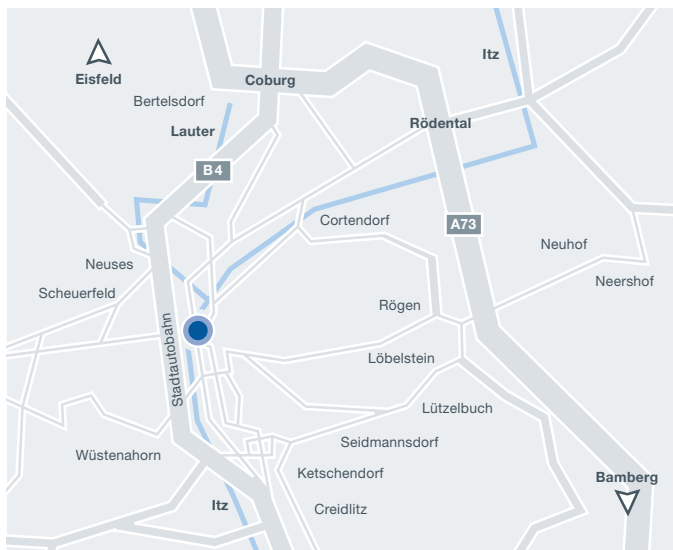 Itz
Eisfeld
Coburg
Bertelsdorf
Lauter
Rödental
B4
Cortendorf
A73
Neuhof
Neuses
Neershof
Scheuerfeld
Rögen
Stadtautobahn
Löbelstein
Lützelbuch
Seidmannsdorf
Wüstenahorn
Ketschendorf
Bamberg
Itz
Creidlitz